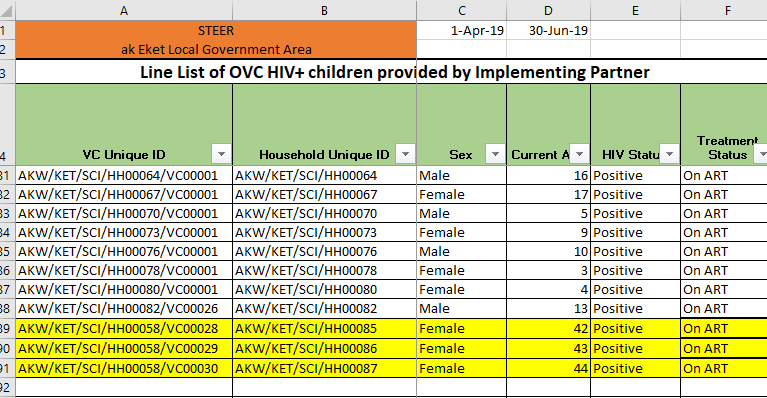 A B C D E F
1 STEER 1-Apr-19 30-Jun-19
2 ak Eket Local Government Area
3 Line List of OVC HIV+ children provided by Implementing Partner
4 VC Unique ID Household Unique ID Sex Current A HIV Statu Treatment Status
31 AKW/KET/SCI/HH00064/VC00001 AKW/KET/SCI/HH00064 Male 16 Positive On ART
32 AKW/KET/SCI/HH00067/VC00001 AKW/KET/SCI/HH00067 Female 17 Positive On ART
33 AKW/KET/SCI/HH00070/VC00001 AKW/KET/SCI/HH00070 Male 5 Positive On ART
34 AKW/KET/SCI/HH00073/VC00001 AKW/KET/SCI/HH00073 Female 9 Positive On ART
35 AKW/KET/SCI/HH00076/VC00001 AKW/KET/SCI/HH00076 Male 10 Positive On ART
36 AKW/KET/SCI/HH00078/VC00001 AKW/KET/SCI/HH00078 Female 3 Positive On ART
37 AKW/KET/SCI/HH00080/VC00001 AKW/KET/SCI/HH00080 Female 4 Positive On ART
38 AKW/KET/SCI/HH00082/VC00026 AKW/KET/SCI/HH00082 Male 13 Positive On ART
39 AKW/KET/SCI/HH00058/VC00028 AKW/KET/SCI/HH00085 Female 42 Positive On ART
90 AKW/KET/SCI/HH00058/VC00029 AKW/KET/SCI/HH00086 Female 43 Positive On ART
91 AKW/KET/SCI/HH00058/VC00030 AKW/KET/SCI/HH00087 Female 44 Positive On ART
92